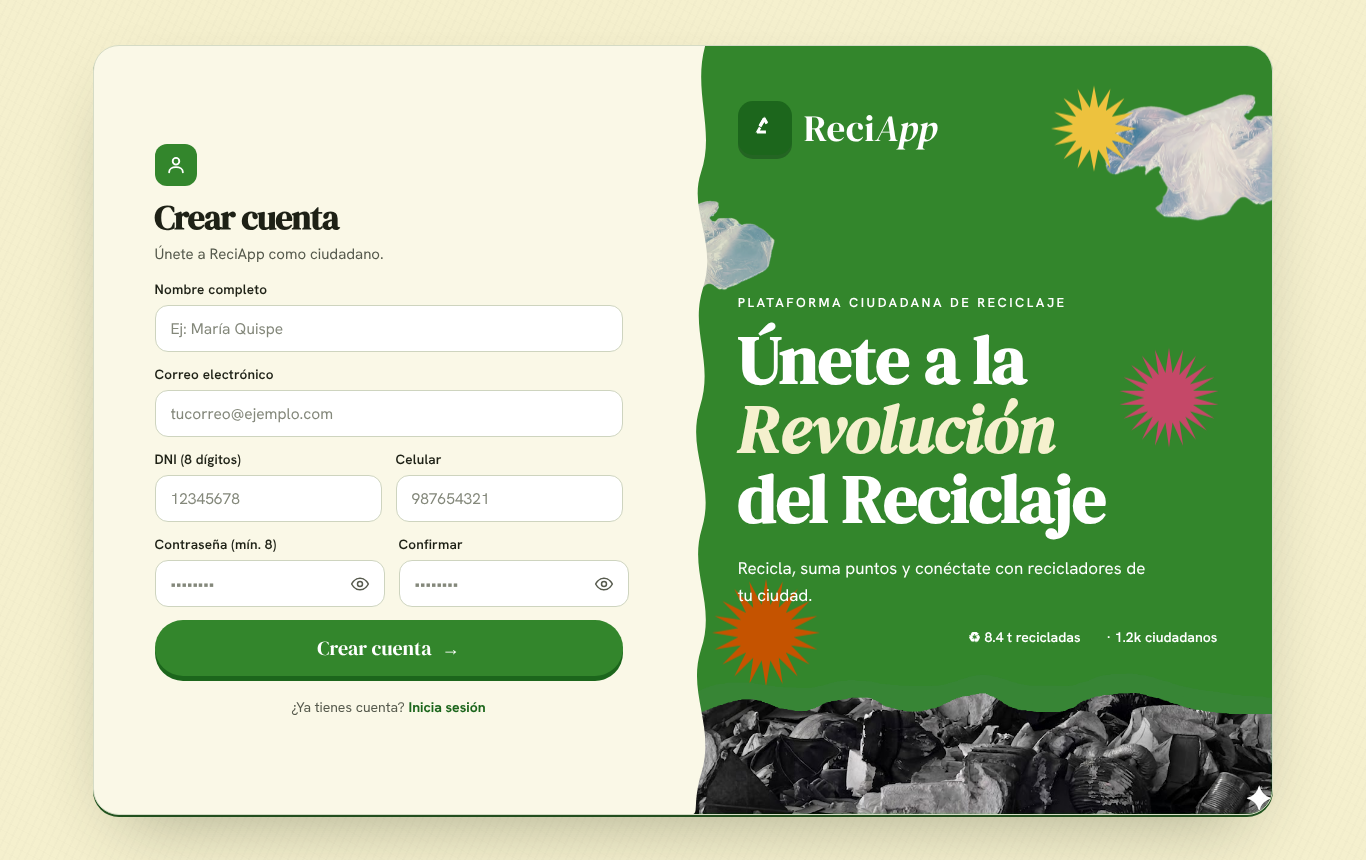 Crear cuenta
Únete a ReciApp como ciudadano.
Nombre completo
Ej: María Quispe
Correo electrónico
tucorreo@ejemplo.com
DNI (8 dígitos)
Celular
12345678
987654321
Contraseña (mín. 8)
Confirmar
Crear cuenta →
¿Ya tienes cuenta? Inicia sesión
ReciApp
PLATAFORMA CIUDADANA DE RECICLAJE
Únete a la
Revolución
del Reciclaje
Recicla, suma puntos y conéctate con recicladores de
tu ciudad.
♻ 8.4 t recicladas · 1.2k ciudadanos